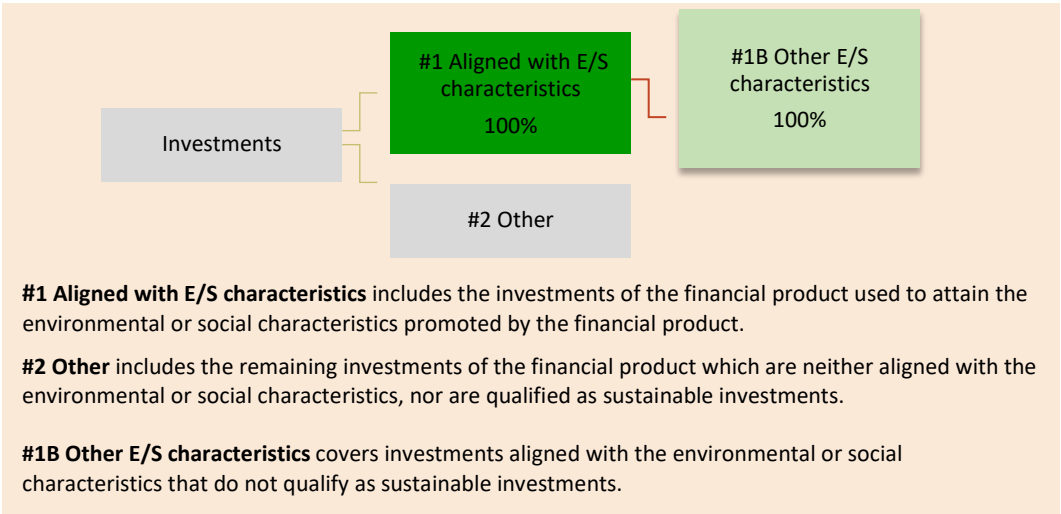 Investments
#1 Aligned with E/S
characteristics
100%
#1B Other E/S
characteristics
100%
#2 Other
#1 Aligned with E/S characteristics includes the investments of the financial product used to attain the
environmental or social characteristics promoted by the financial product.
#2 Other includes the remaining investments of the financial product which are neither aligned with the
environmental or social characteristics, nor are qualified as sustainable investments.
#1B Other E/S characteristics covers investments aligned with the environmental or social
characteristics that do not qualify as sustainable investments.